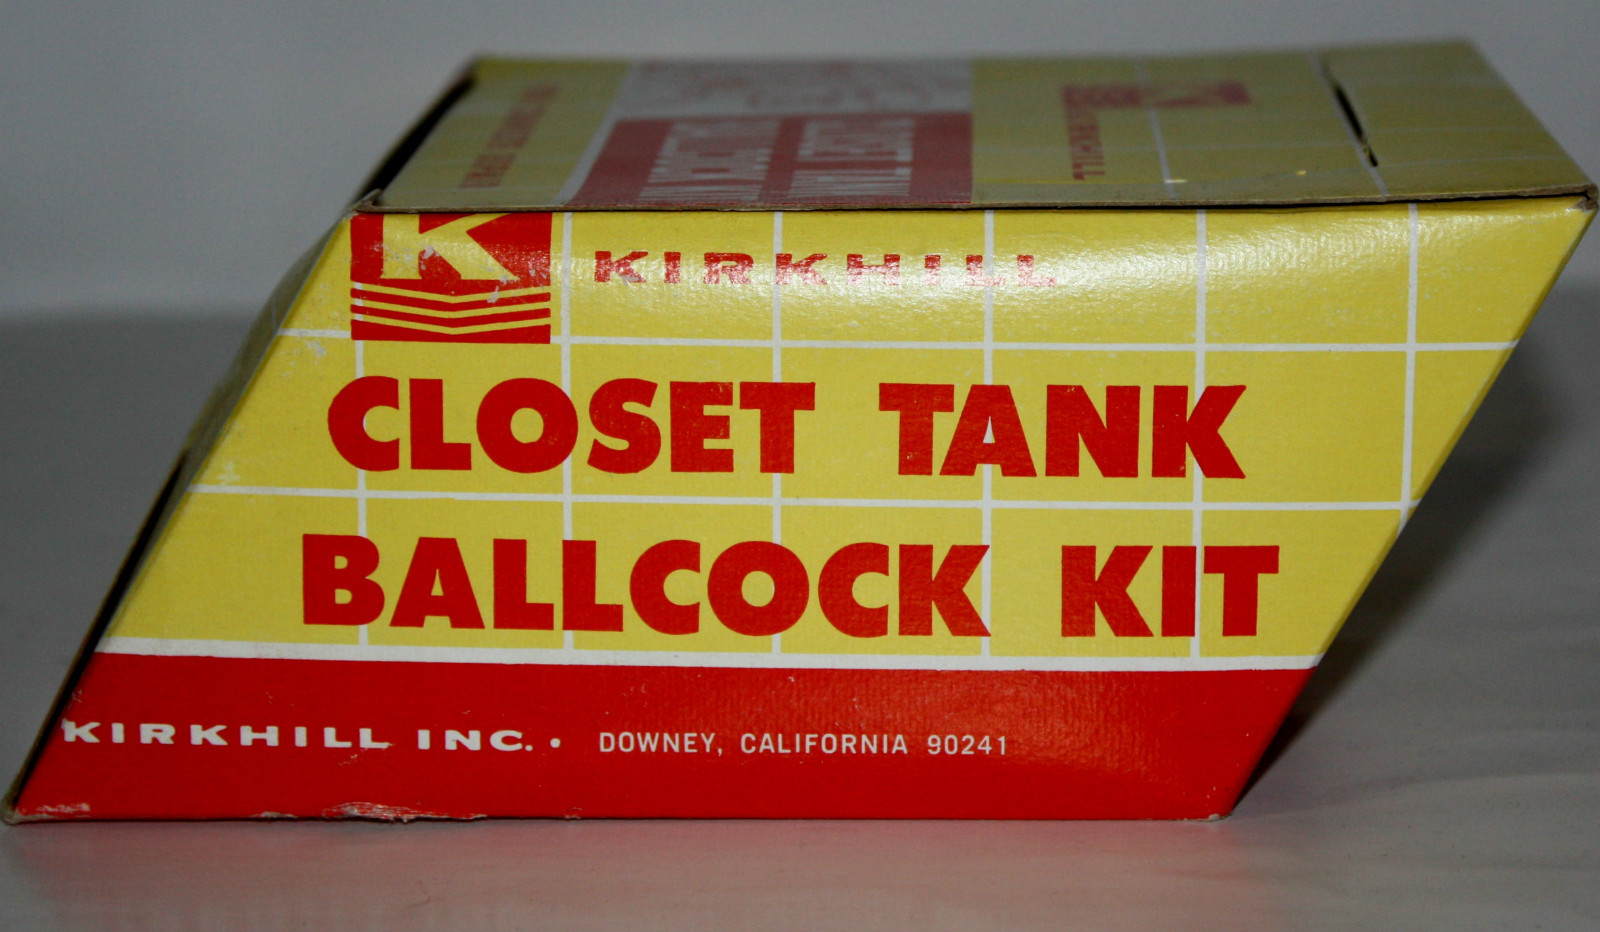 K KIRKHILL
CLOSET TANK
BALLCOCK KIT
KIRKHILL INC. • DOWNEY, CALIFORNIA 90241